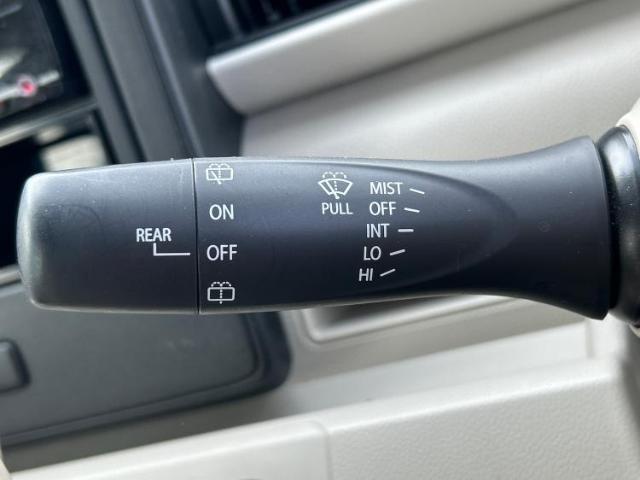 REAR
ON
OFF
PULL
MIST
OFF
INT
LO
HI